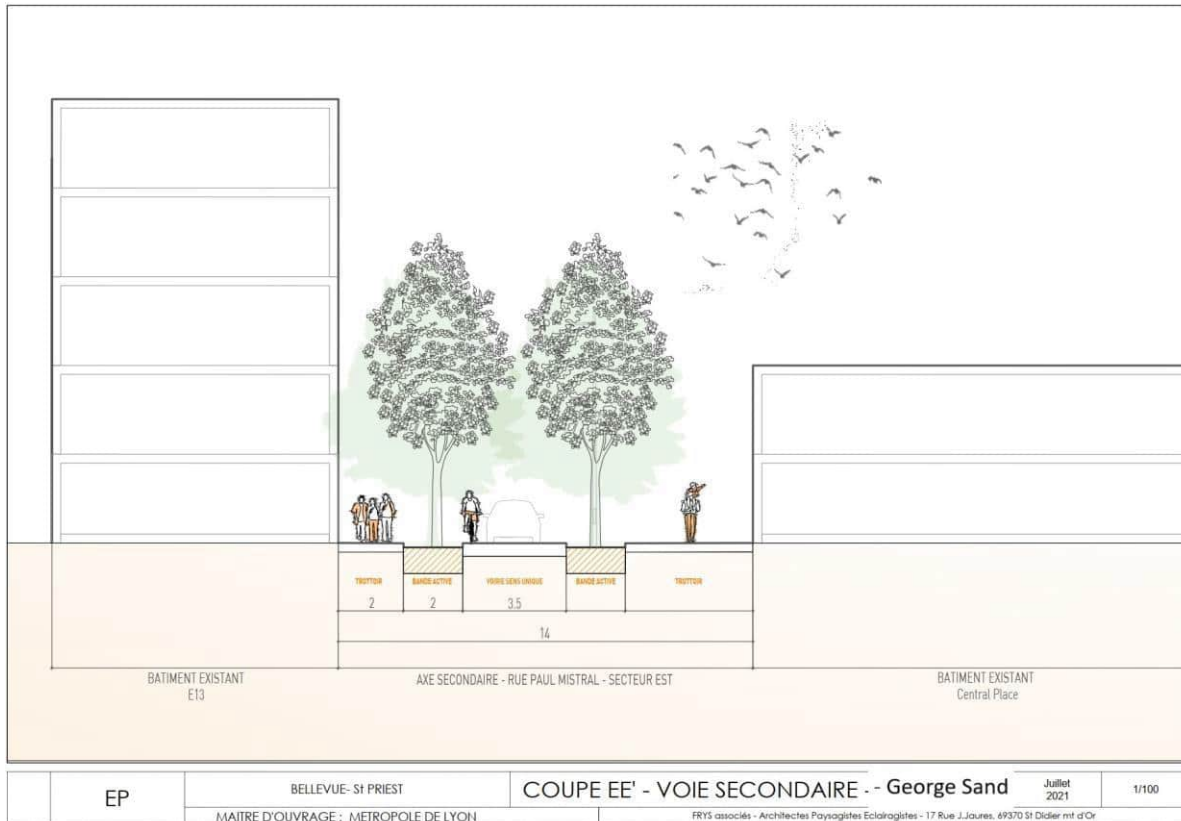 TROTTOIR
BANDE ACTIVE
VOIRIE SENS UNIQUE
BANDE ACTIVE
TROTTOIR
2
2
3.5
14
BATIMENT EXISTANT
E13
AXE SECONDAIRE - RUE PAUL MISTRAL - SECTEUR EST
BATIMENT EXISTANT
Central Place
EP
BELLEVUE- St PRIEST
MAITRE D'OUVRAGE : METROPOLE DE LYON
COUPE EE' - VOIE SECONDAIRE - - George Sand
Juillet
2021
1/100
FRYS associés - Architectes Paysagistes Eclairagistes - 17 Rue J.Jaures, 69370 St Didier mt d'Or